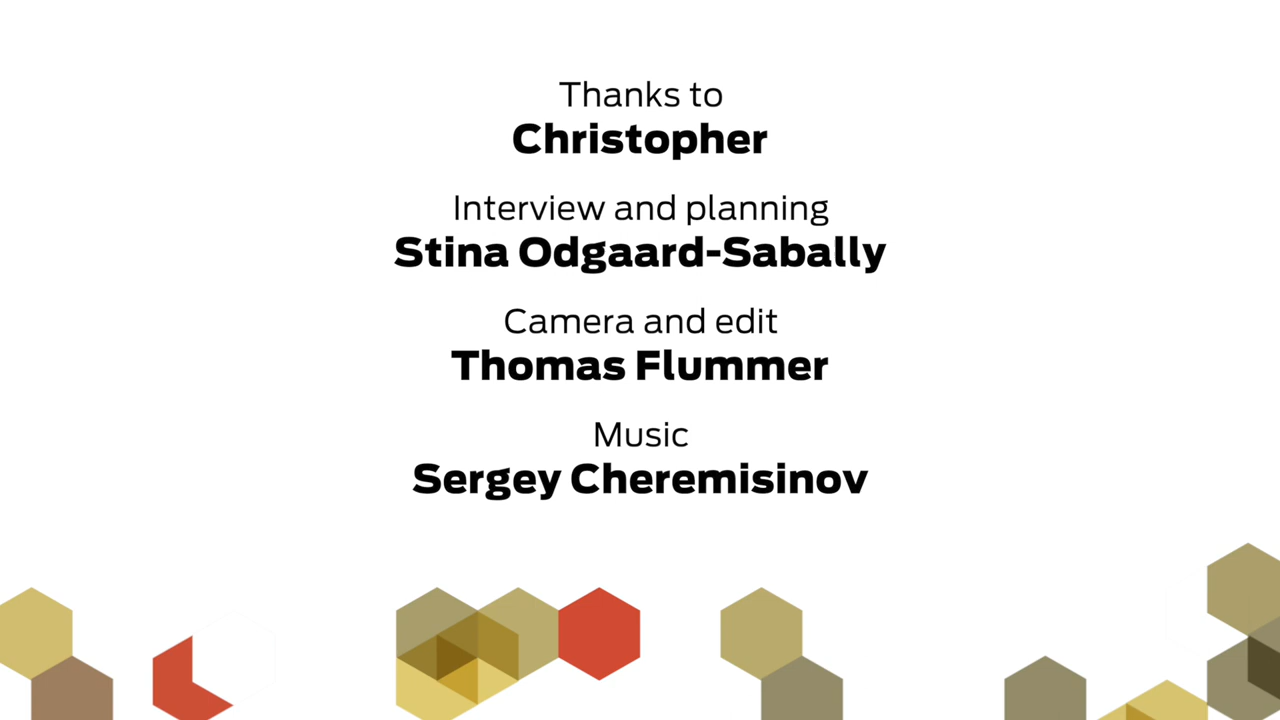 Thanks to
Christopher
Interview and planning
Stina Odgaard-Sabally
Camera and edit
Thomas Flummer
Music
Sergey Cheremisinov